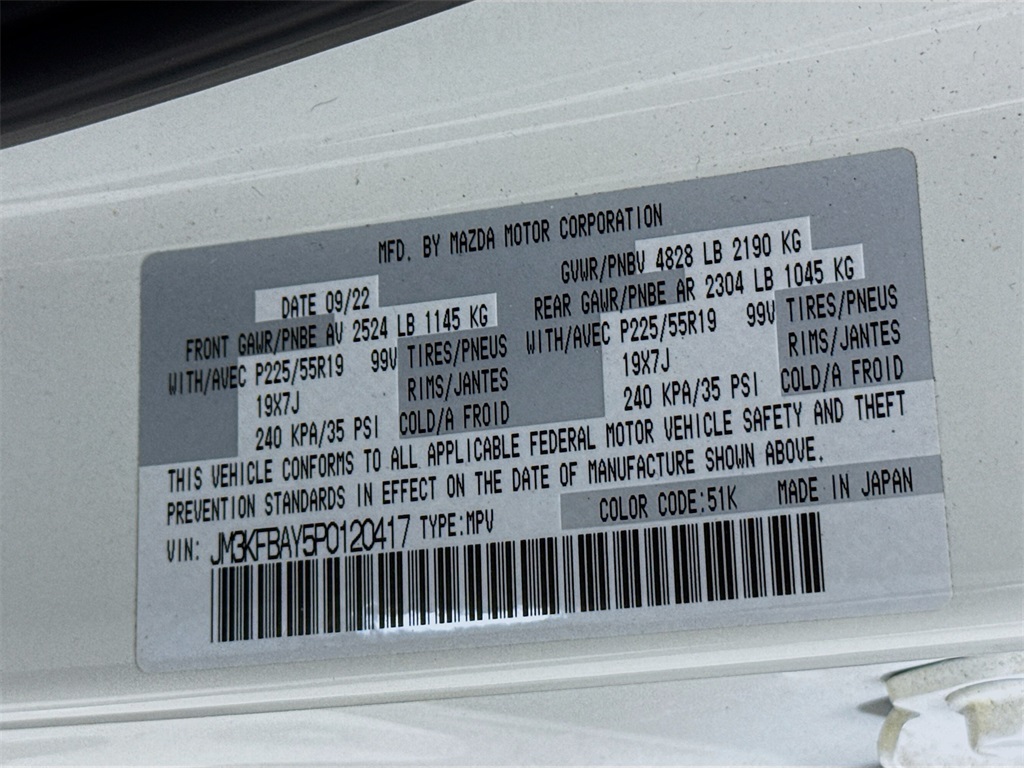 MFD. BY MAZDA MOTOR CORPORATION
DATE 09/22
GVWR/PNBV 4828 LB 2190 KG
FRONT GAWR/PNBE AV 2524 LB 1145 KG
REAR GAWR/PNBE AR 2304 LB 1045 KG
WITH/AVEC P225/55R19 99V TIRES/PNEUS
WITH/AVEC P225/55R19 99V TIRES/PNEUS
19X7J RIMS/JANTES
19X7J RIMS/JANTES
240 KPA/35 PSI COLD/A FROID
240 KPA/35 PSI COLD/A FROID
THIS VEHICLE CONFORMS TO ALL APPLICABLE FEDERAL MOTOR VEHICLE SAFETY AND THEFT
PREVENTION STANDARDS IN EFFECT ON THE DATE OF MANUFACTURE SHOWN ABOVE.
COLOR CODE:51K MADE IN JAPAN
VIN: JM3KFBAY5P0120417 TYPE:MPV